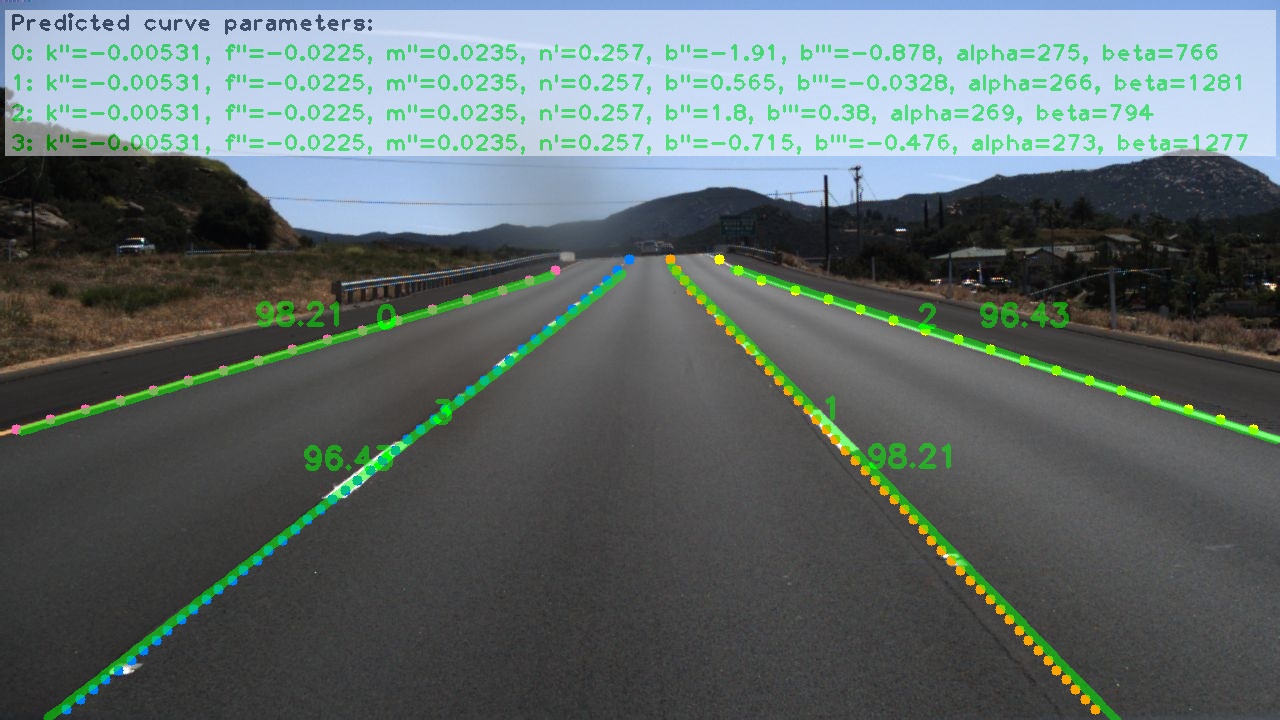 Predicted curve parameters:
0: k''=-0.00531, f''=-0.0225, m''=0.0235, n'=0.257, b''=-1.91, b'''=-0.878, alpha=275, beta=766
1: k''=-0.00531, f''=-0.0225, m''=0.0235, n'=0.257, b''=0.565, b'''=-0.0328, alpha=266, beta=1281
2: k''=-0.00531, f''=-0.0225, m''=0.0235, n'=0.257, b''=1.8, b'''=0.38, alpha=269, beta=794
3: k''=-0.00531, f''=-0.0225, m''=0.0235, n'=0.257, b''=-0.715, b'''=-0.476, alpha=273, beta=1277
98.21 0 2 96.43
3 1
96.43 98.21